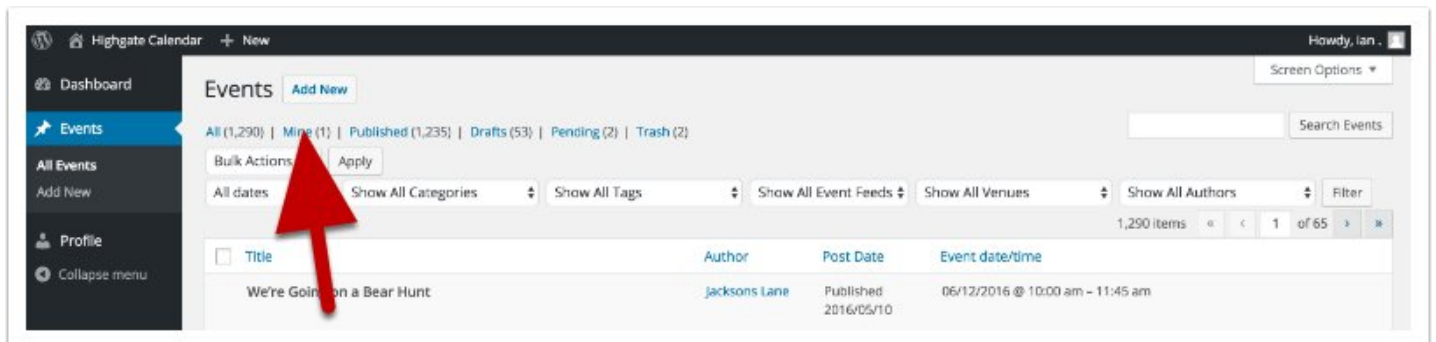 Highgate Calendar + New Howdy, Ian .
Screen Options
Dashboard
Events Add New
Events
All (1,290) | Mine (1) | Published (1,235) | Drafts (53) | Pending (2) | Trash (2)
Search Events
All Events
Bulk Actions Apply
Add New
All dates Show All Categories Show All Tags Show All Event Feeds Show All Venues Show All Authors Filter
1,290 items « ‹ 1 of 65 › »
Profile
Title Author Post Date Event date/time
Collapse menu
We're Going on a Bear Hunt Jacksons Lane Published 06/12/2016 @ 10:00 am – 11:45 am
2016/05/10